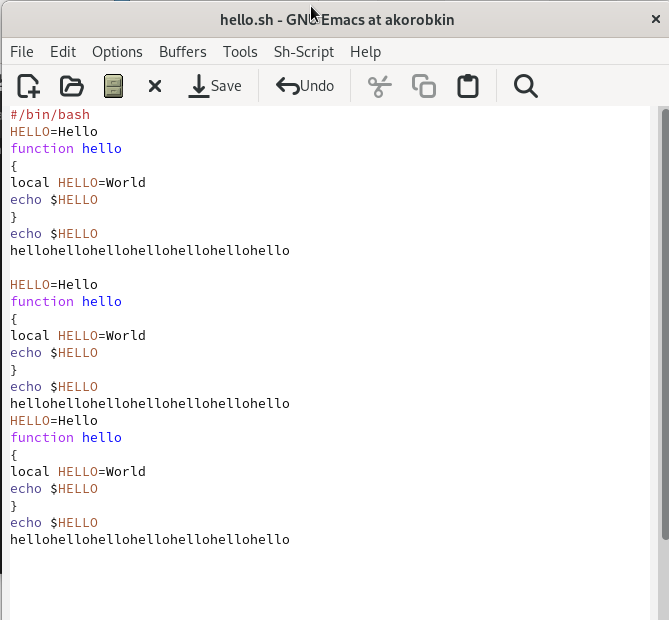 hello.sh - GNU Emacs at akorobkin
File Edit Options Buffers Tools Sh-Script Help
Save Undo
#/bin/bash
HELLO=Hello
function hello
{
local HELLO=World
echo $HELLO
}
echo $HELLO
hellohellohellohellohellohellohello

HELLO=Hello
function hello
{
local HELLO=World
echo $HELLO
}
echo $HELLO
hellohellohellohellohellohellohello
HELLO=Hello
function hello
{
local HELLO=World
echo $HELLO
}
echo $HELLO
hellohellohellohellohellohellohello